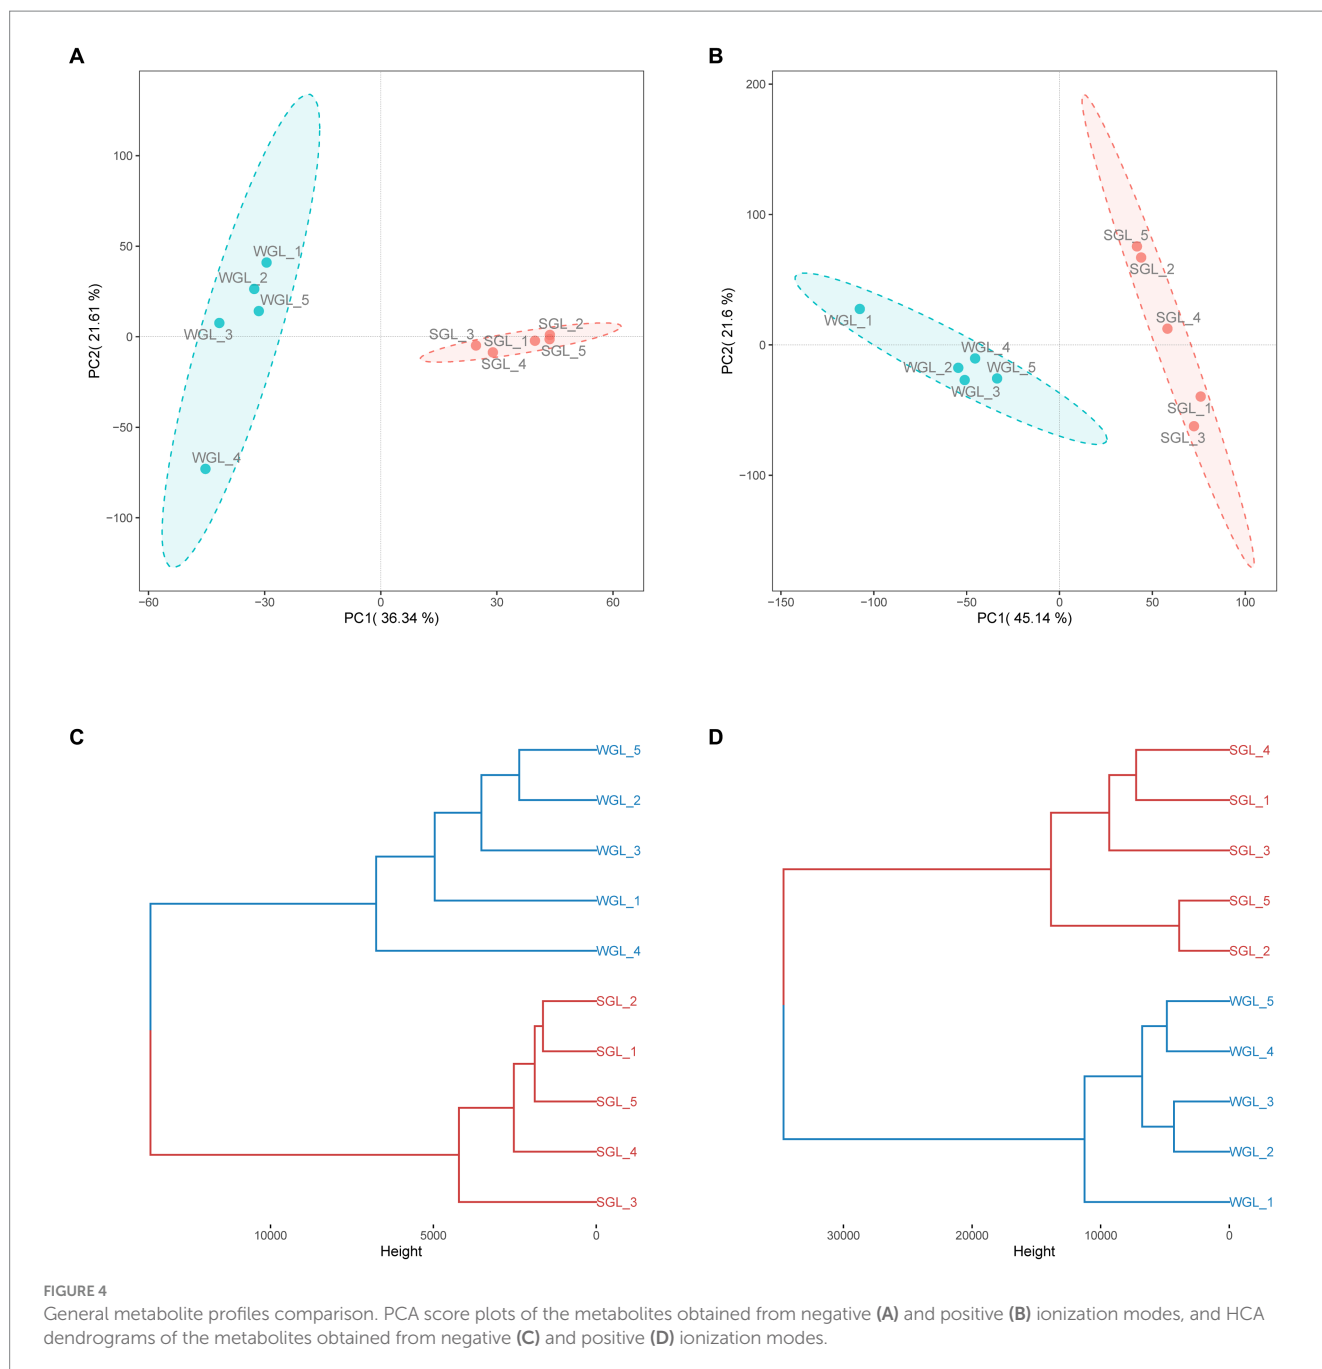 A
100
50
0
−50
−100
PC2( 21.61 %)
WGL_1
WGL_2
WGL_5
WGL_3
WGL_4
SGL_3
SGL_1
SGL_2
SGL_4
SGL_5
−60
−30
0
30
60
PC1( 36.34 %)
B
200
100
0
−100
PC2( 21.6 %)
SGL_5
SGL_2
SGL_4
SGL_1
SGL_3
WGL_1
WGL_4
WGL_2
WGL_5
WGL_3
−150
−100
−50
0
50
100
PC1( 45.14 %)
C
WGL_5
WGL_2
WGL_3
WGL_1
WGL_4
SGL_2
SGL_1
SGL_5
SGL_4
SGL_3
10000
5000
0
Height
D
SGL_4
SGL_1
SGL_3
SGL_5
SGL_2
WGL_5
WGL_4
WGL_3
WGL_2
WGL_1
30000
20000
10000
0
Height
FIGURE 4
General metabolite profiles comparison. PCA score plots of the metabolites obtained from negative (A) and positive (B) ionization modes, and HCA
dendrograms of the metabolites obtained from negative (C) and positive (D) ionization modes.